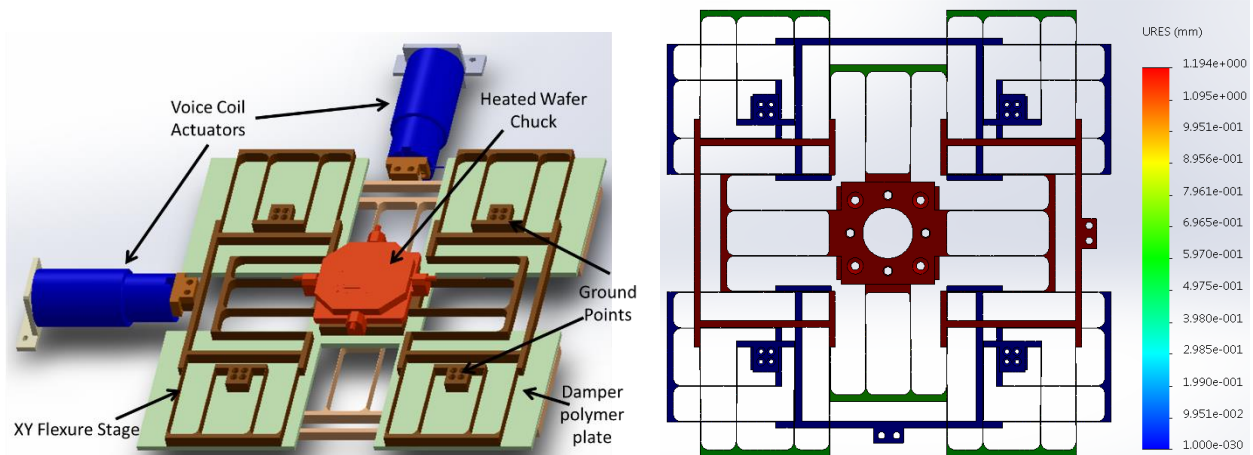 Voice Coil
Actuators
Heated Wafer
Chuck
Ground
Points
XY Flexure Stage
Damper
polymer
plate
URES (mm)
1.194e+000
1.095e+000
9.951e-001
8.956e-001
7.961e-001
6.965e-001
5.970e-001
4.975e-001
3.980e-001
2.985e-001
1.990e-001
9.951e-002
1.000e-030